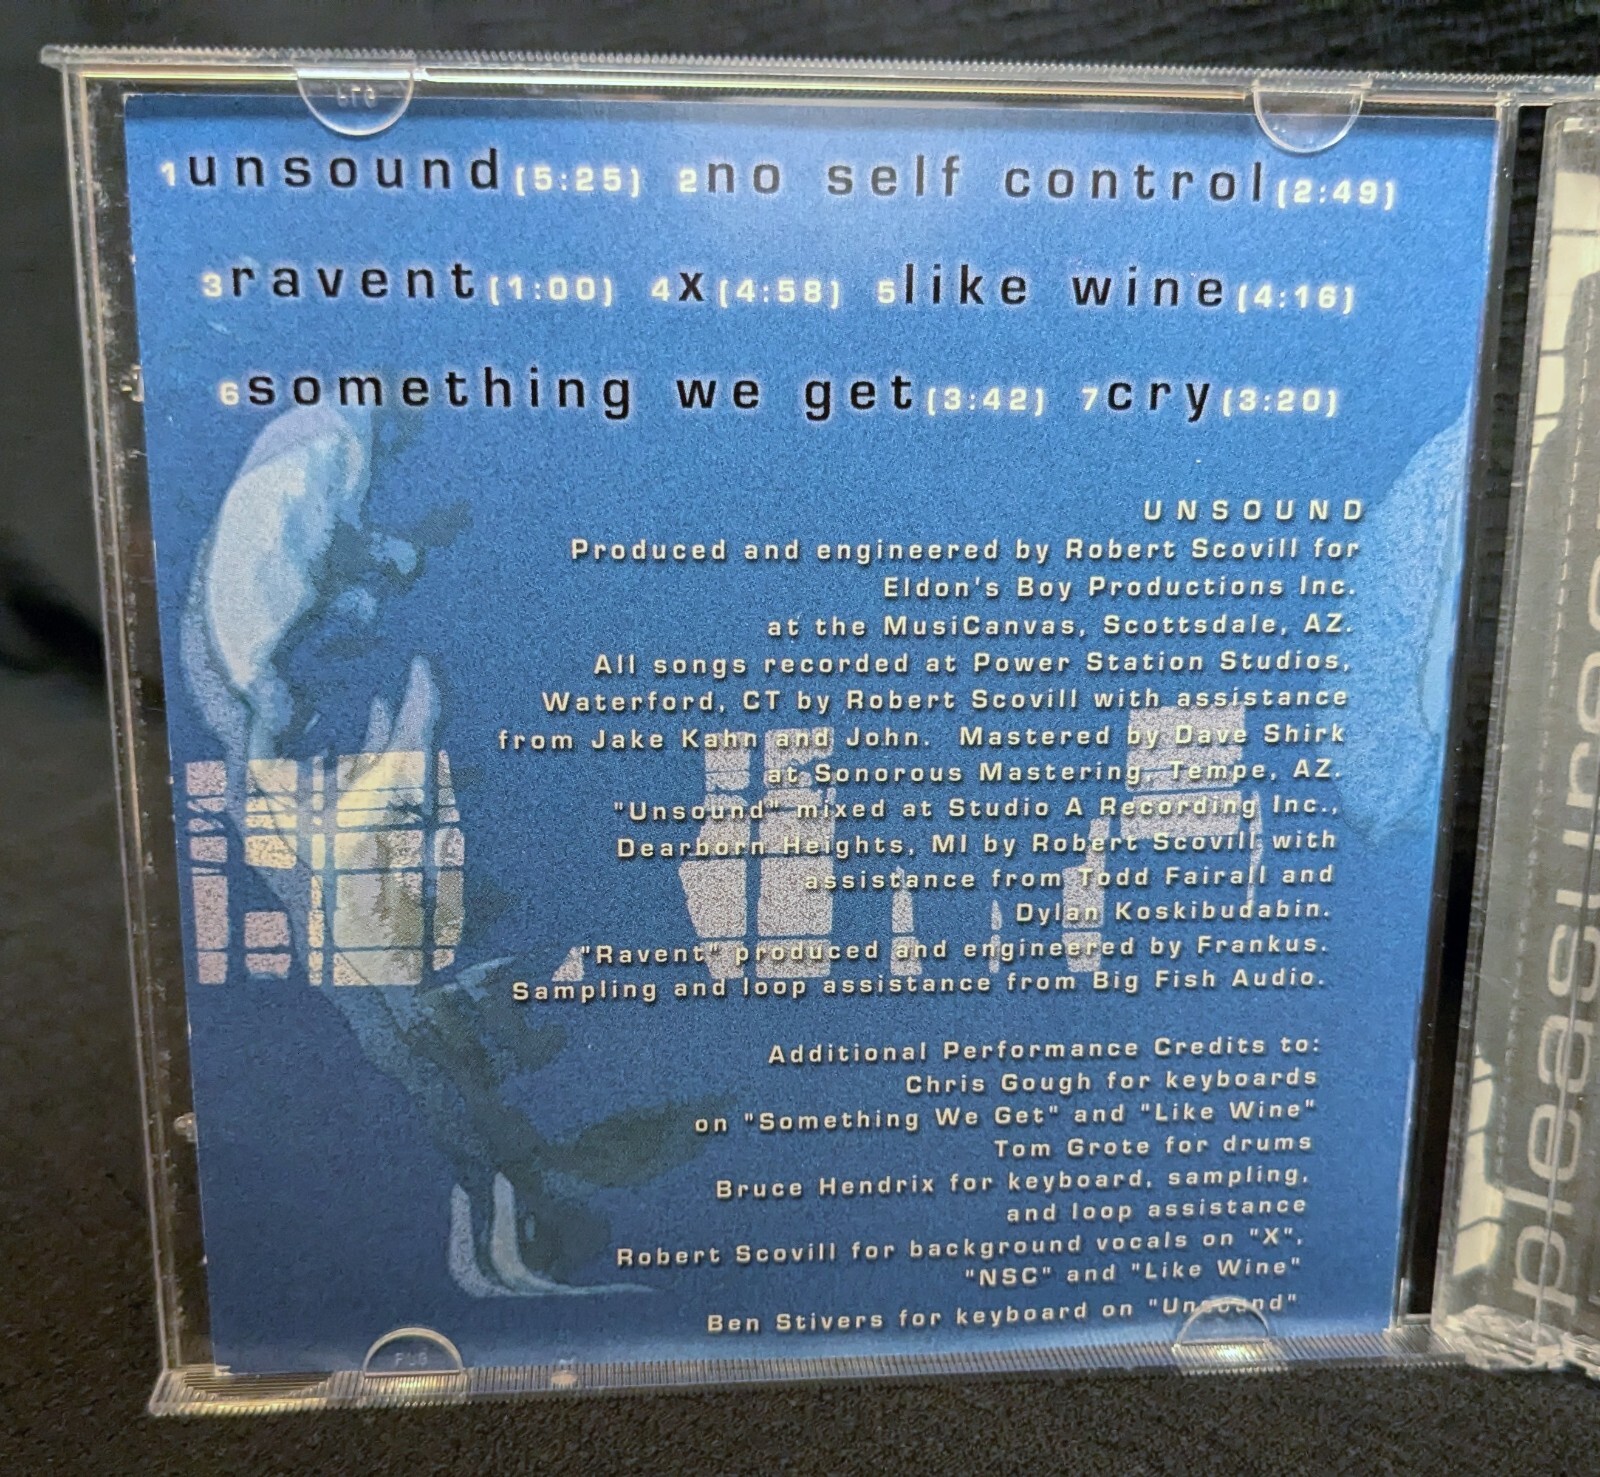 1unsound(5:25) 2no self control(2:49)
3ravent(1:00) 4x(4:58) 5like wine(4:16)
6something we get(3:42) 7cry(3:20)
UNSOUND
Produced and engineered by Robert Scovill for
Eldon's Boy Productions Inc.
at the MusiCanvas, Scottsdale, AZ.
All songs recorded at Power Station Studios,
Waterford, CT by Robert Scovill with assistance
from Jake Kahn and John. Mastered by Dave Shirk
at Sonorous Mastering, Tempe, AZ.
"Unsound" mixed at Studio A Recording Inc.,
Dearborn Heights, MI by Robert Scovill with
assistance from Todd Fairall and
Dylan Koskibudabin.
"Ravent" produced and engineered by Frankus.
Sampling and loop assistance from Big Fish Audio.
Additional Performance Credits to:
Chris Gough for keyboards
on "Something We Get" and "Like Wine"
Tom Grote for drums
Bruce Hendrix for keyboard, sampling,
and loop assistance
Robert Scovill for background vocals on "X",
"NSC" and "Like Wine"
Ben Stivers for keyboard on "Unsound"